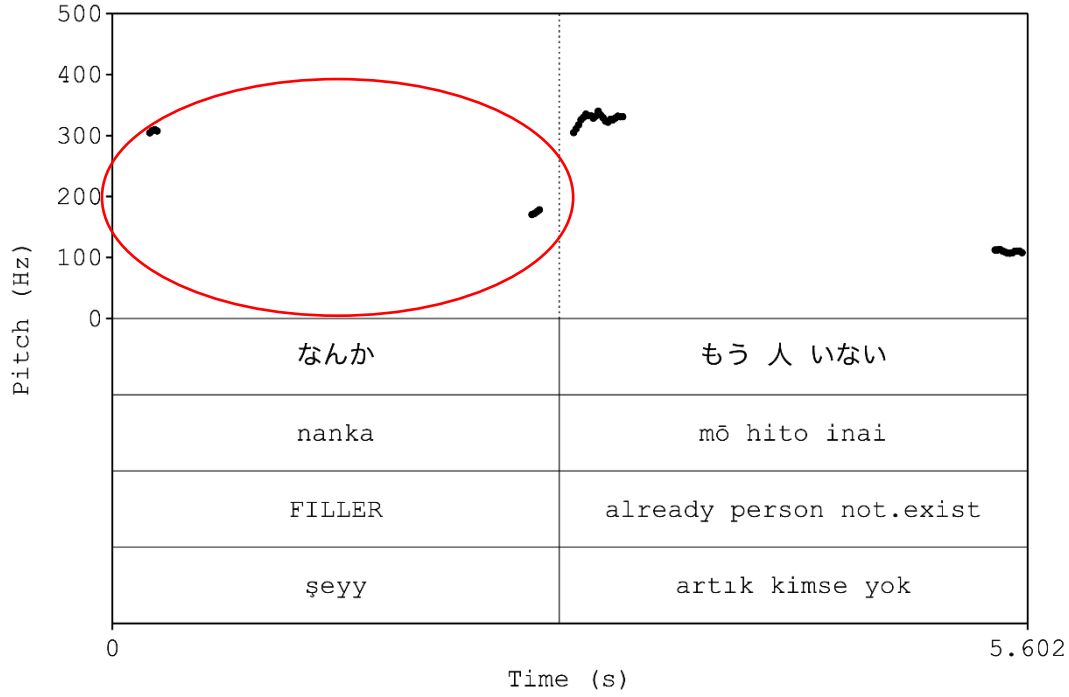 500
400
300
200
100
0
Pitch (Hz)
なんか もう 人 いない
nanka mō hito inai
FILLER already person not.exist
şeyy artık kimse yok
0 5.602
Time (s)